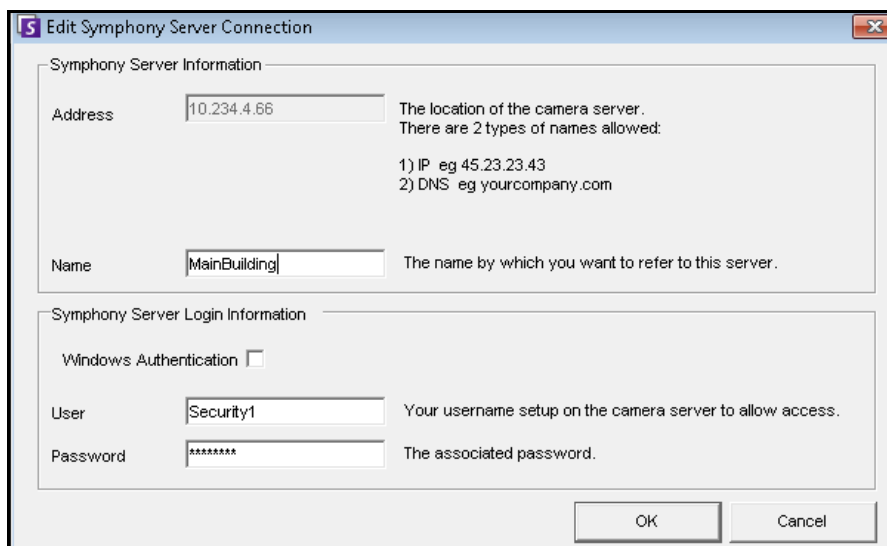 Edit Symphony Server Connection
Symphony Server Information
Address
10.234.4.66
The location of the camera server.
There are 2 types of names allowed:
1) IP eg 45.23.23.43
2) DNS eg yourcompany.com
Name
MainBuilding
The name by which you want to refer to this server.
Symphony Server Login Information
Windows Authentication
User
Security1
Your username setup on the camera server to allow access.
Password
********
The associated password.
OK
Cancel